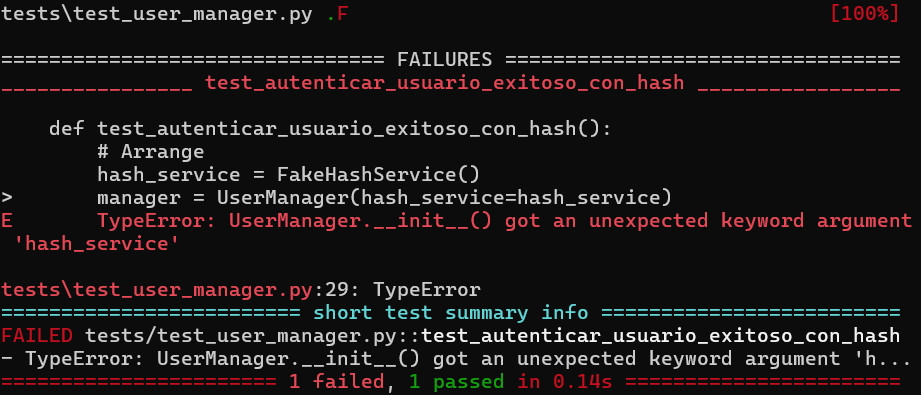 tests\test_user_manager.py .F [100%]
================================ FAILURES =================================
________________ test_autenticar_usuario_exitoso_con_hash _________________
def test_autenticar_usuario_exitoso_con_hash():
# Arrange
hash_service = FakeHashService()
> manager = UserManager(hash_service=hash_service)
E TypeError: UserManager.__init__() got an unexpected keyword argument
'hash_service'
tests\test_user_manager.py:29: TypeError
========================= short test summary info =========================
FAILED tests/test_user_manager.py::test_autenticar_usuario_exitoso_con_hash
- TypeError: UserManager.__init__() got an unexpected keyword argument 'h...
======================= 1 failed, 1 passed in 0.14s =======================